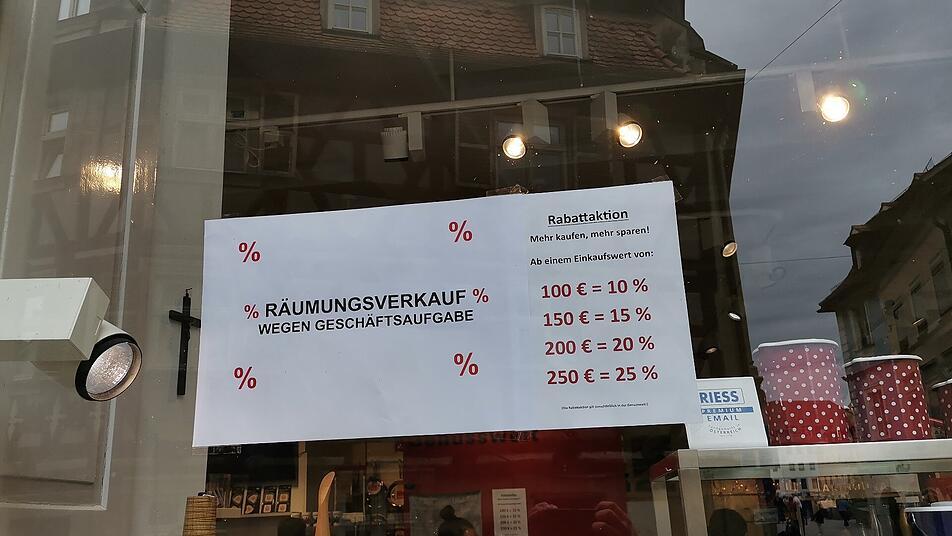 %
%
% RÄUMUNGSVERKAUF %
WEGEN GESCHÄFTSAUFGABE
%
%
Rabattaktion
Mehr kaufen, mehr sparen!
Ab einem Einkaufswert von:
100 € = 10 %
150 € = 15 %
200 € = 20 %
250 € = 25 %
RIESS
PREMIUM
EMAIL